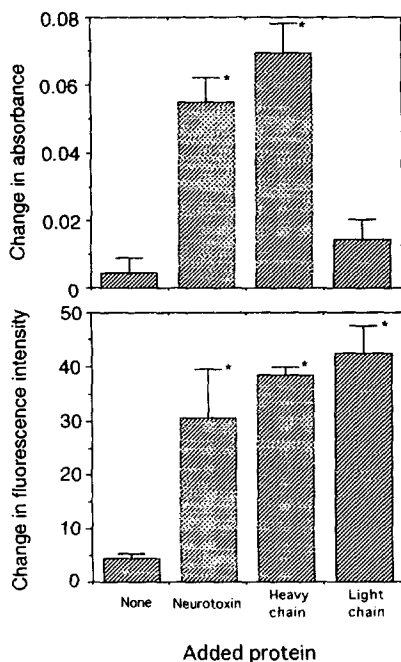 Change in absorbance
0.08
0.06
0.04
0.02
0
*
*
Change in fluorescence intensity
50
40
30
20
10
0
*
*
*
None
Neurotoxin
Heavy
chain
Light
chain
Added protein